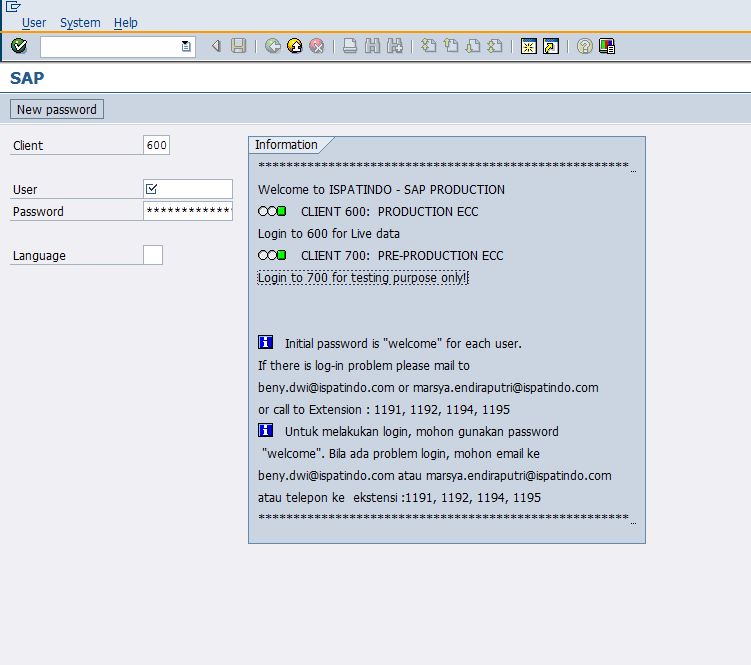 User System Help
SAP
New password
Client 600
User
Password *************
Language
Information
*****************************************************
Welcome to ISPATINDO - SAP PRODUCTION
CLIENT 600: PRODUCTION ECC
Login to 600 for Live data
CLIENT 700: PRE-PRODUCTION ECC
Login to 700 for testing purpose only!
Initial password is "welcome" for each user.
If there is log-in problem please mail to
beny.dwi@ispatindo.com or marsya.endiraputri@ispatindo.com
or call to Extension : 1191, 1192, 1194, 1195
Untuk melakukan login, mohon gunakan password
"welcome". Bila ada problem login, mohon email ke
beny.dwi@ispatindo.com atau marsya.endiraputri@ispatindo.com
atau telepon ke ekstensi :1191, 1192, 1194, 1195
*****************************************************